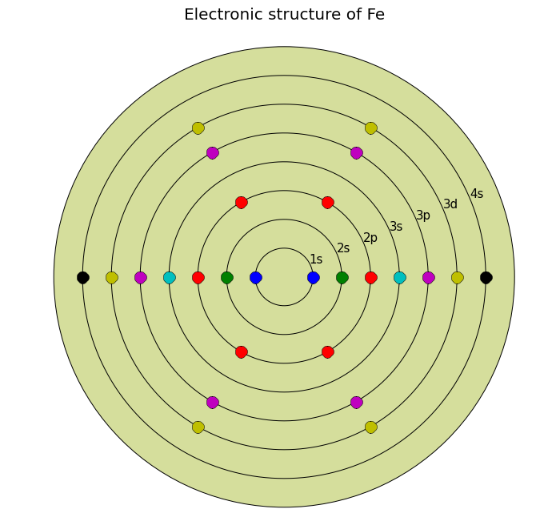 Electronic structure of Fe
4s
3d
3p
3s
2p
2s
1s